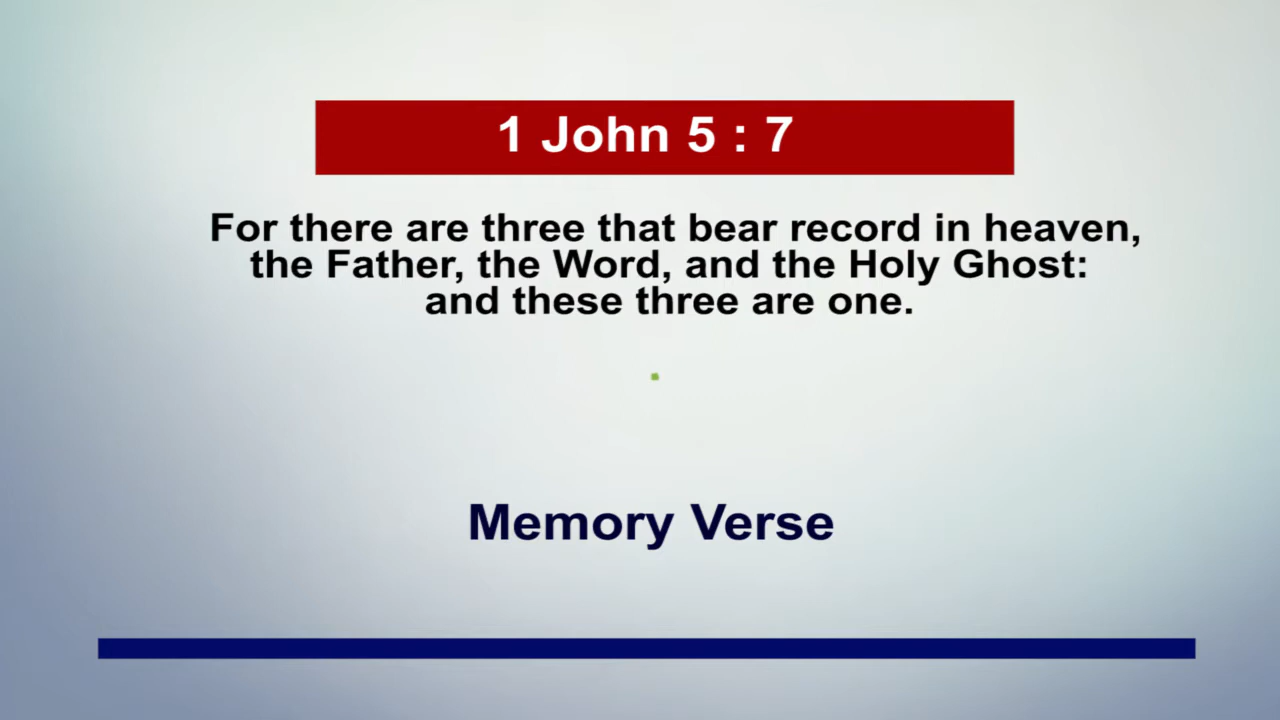 1 John 5 : 7
For there are three that bear record in heaven,
the Father, the Word, and the Holy Ghost:
and these three are one.
Memory Verse